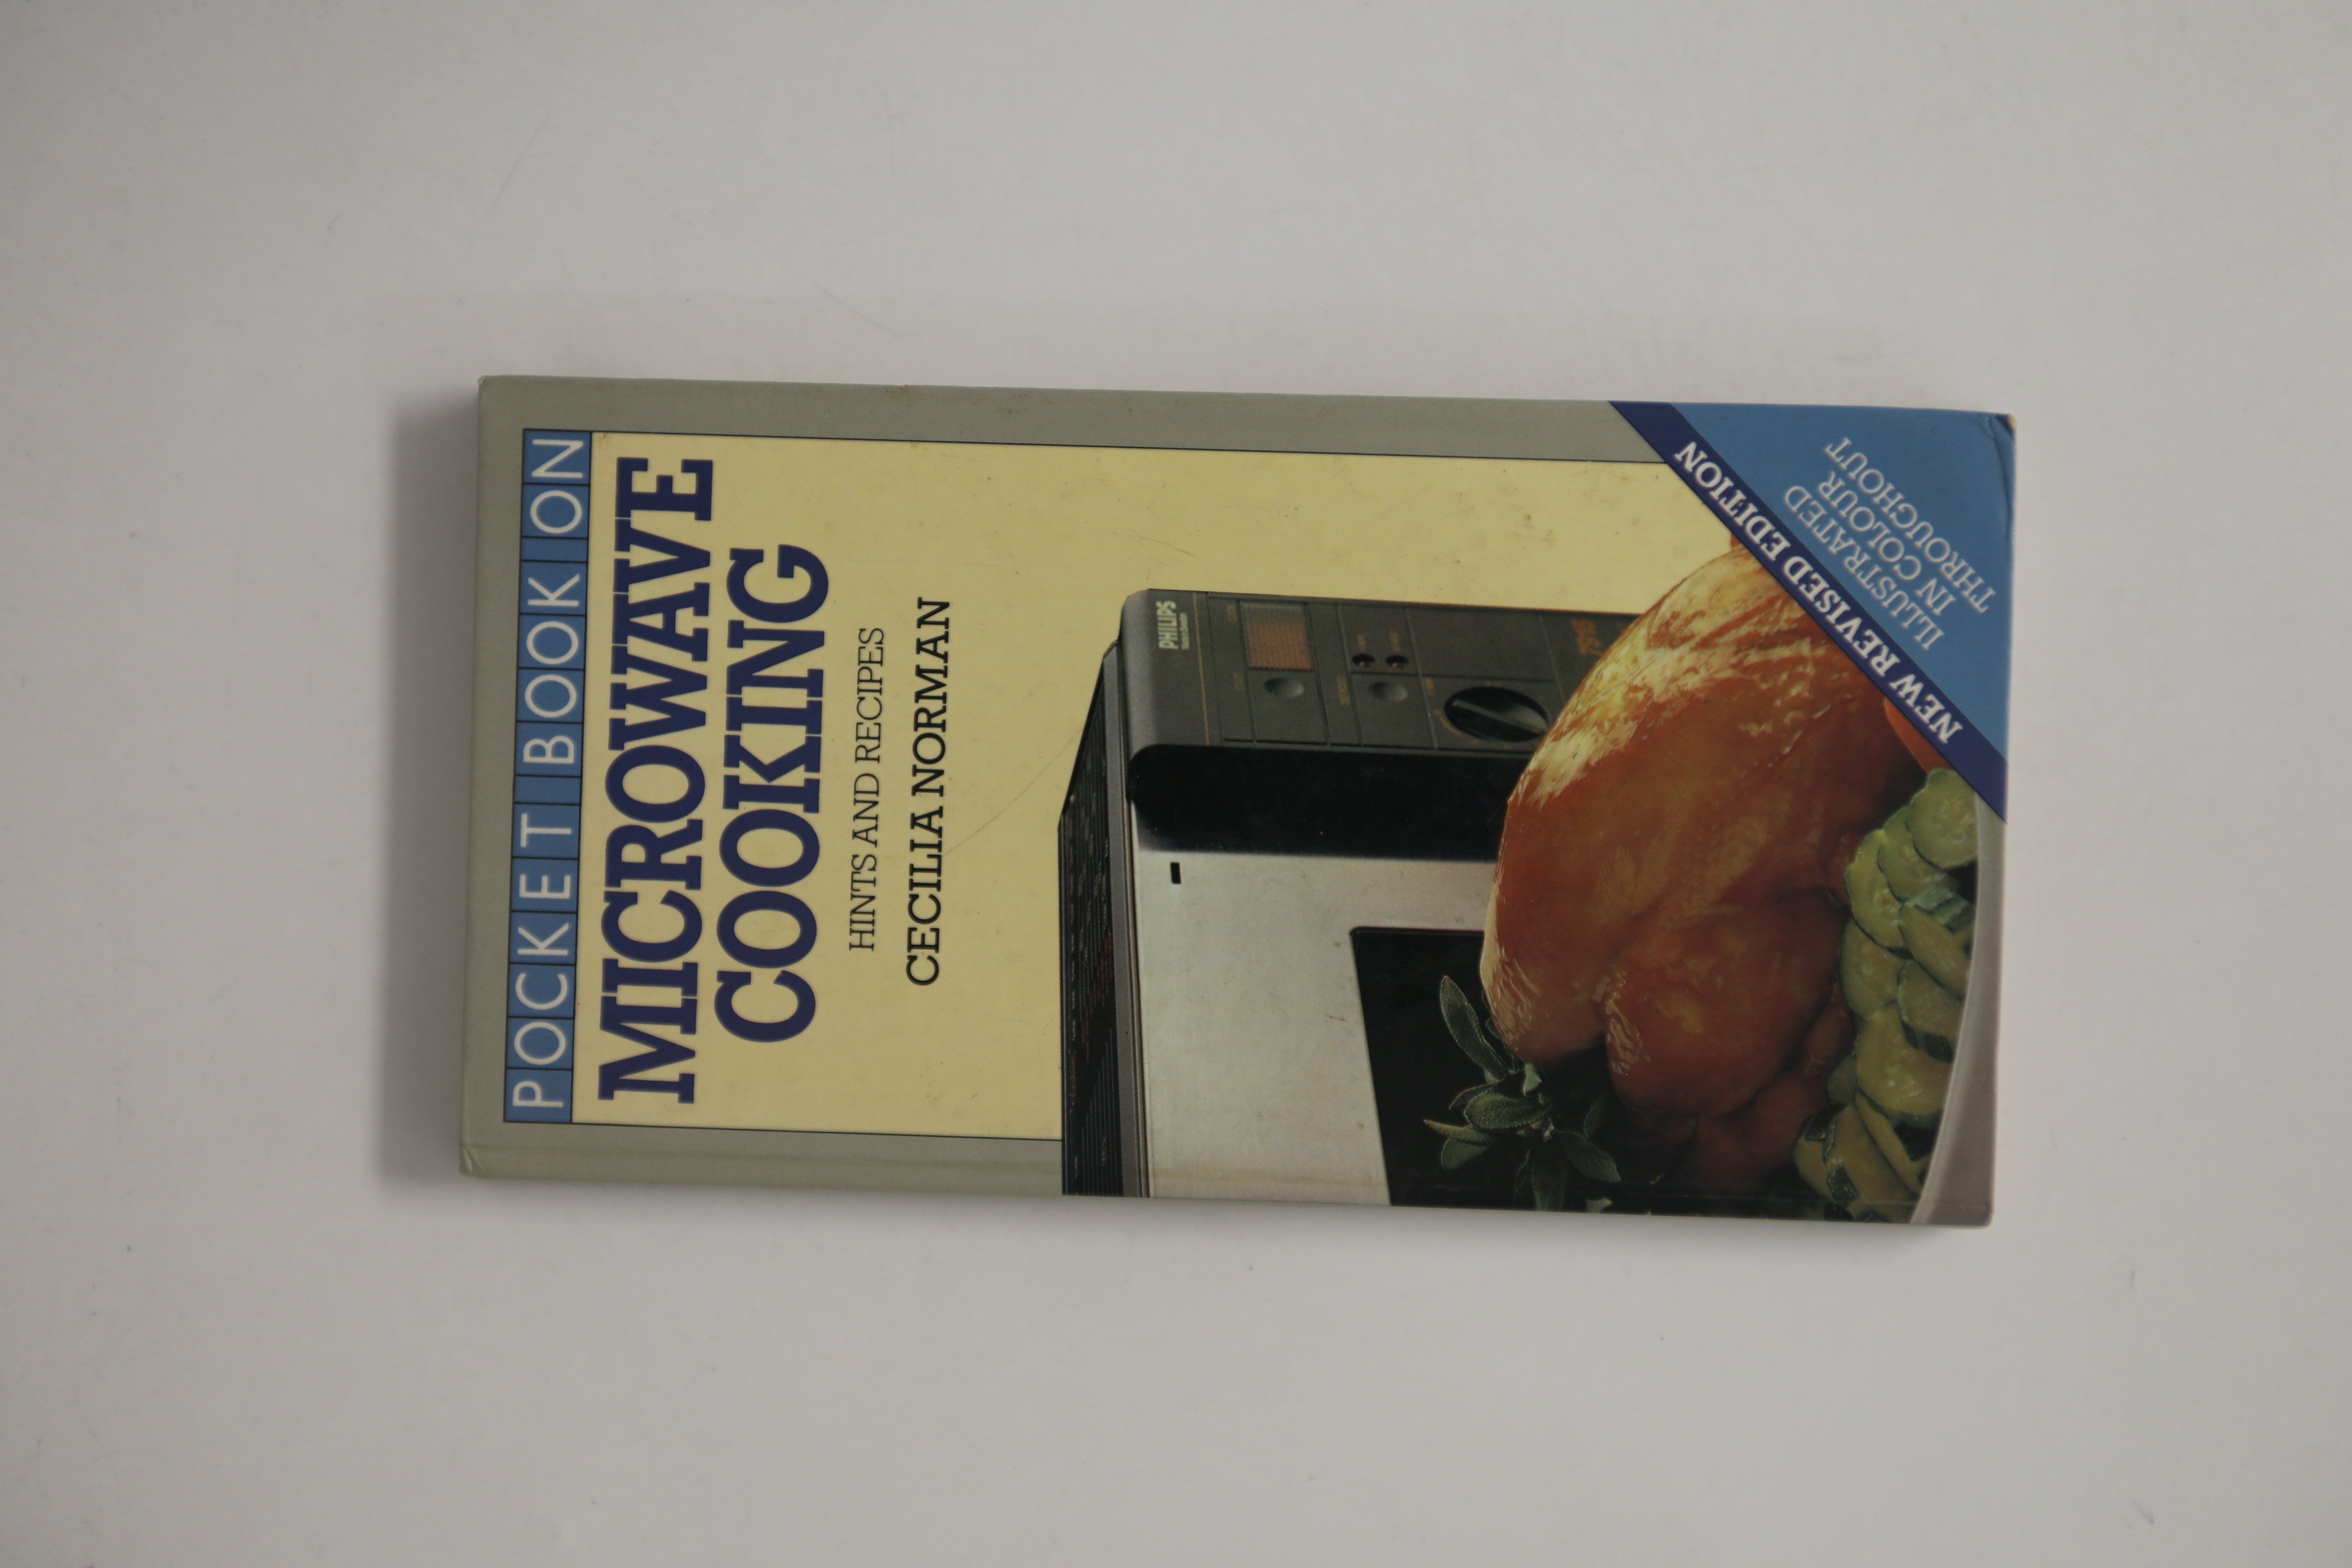 POCKET BOOK ON
MICROWAVE
COOKING
HINTS AND RECIPES
CECILIA NORMAN
PHILIPS
NEW REVISED EDITION
ILLUSTRATED
IN COLOUR
THROUGHOUT